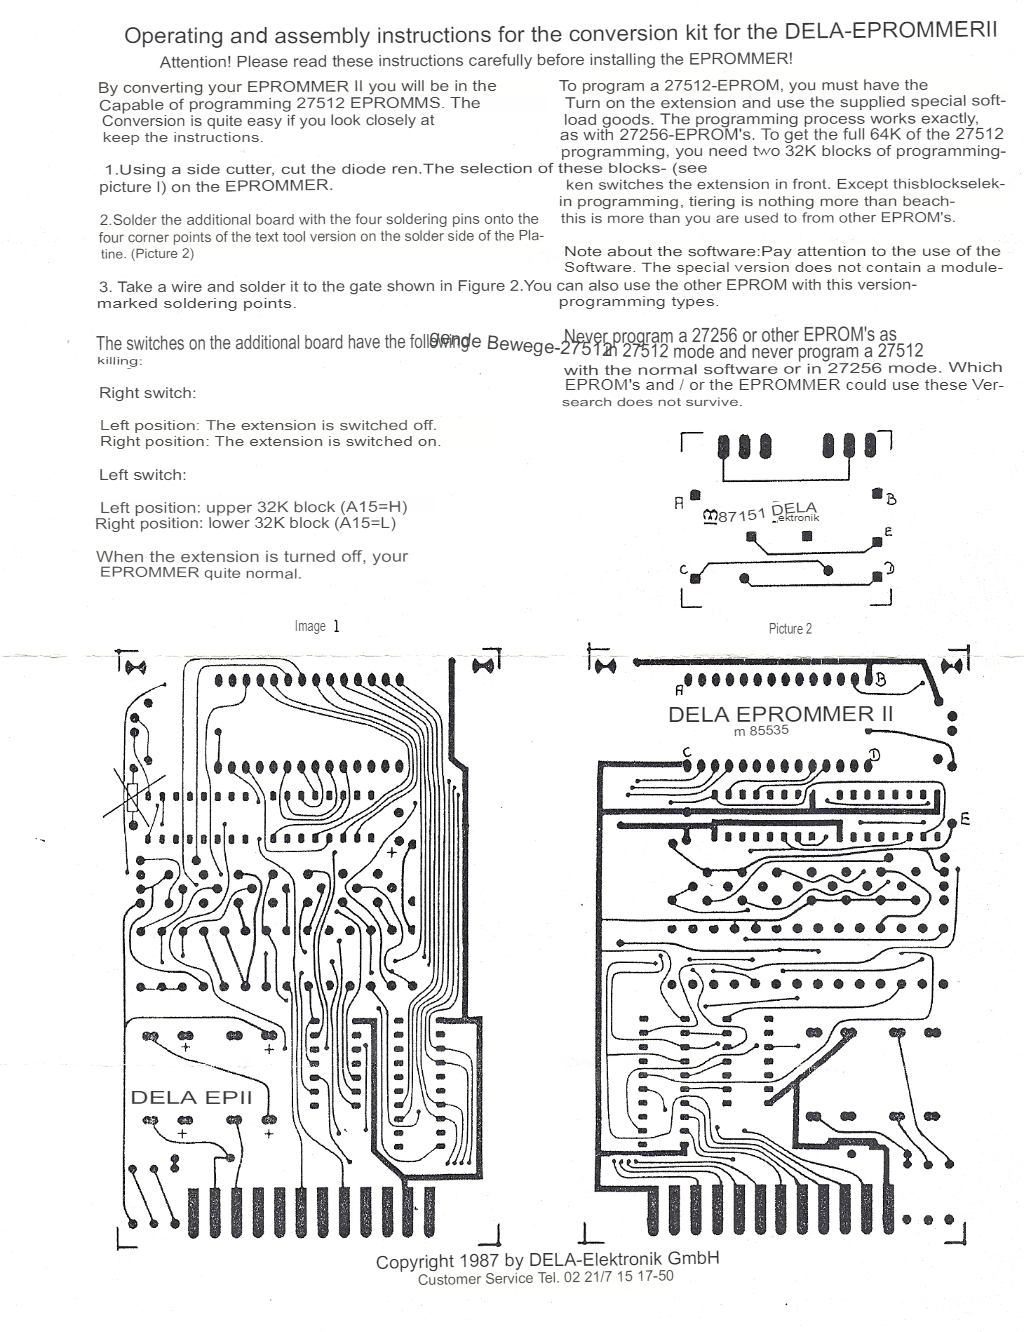 Operating and assembly instructions for the conversion kit for the DELA-EPROMMERII
Attention! Please read these instructions carefully before installing the EPROMMER!
By converting your EPROMMER II you will be in the
Capable of programming 27512 EPROMMS. The
Conversion is quite easy if you look closely at
keep the instructions.
1.Using a side cutter, cut the diode ren.The selection of these blocks- (see
picture I) on the EPROMMER.
2.Solder the additional board with the four soldering pins onto the
four corner points of the text tool version on the solder side of the Pla-
tine. (Picture 2)
3. Take a wire and solder it to the gate shown in Figure 2.You can also use the other EPROM with this version-
marked soldering points.
The switches on the additional board have the following
gende Bewege-27512
killing:
Right switch:
Left position: The extension is switched off.
Right position: The extension is switched on.
Left switch:
Left position: upper 32K block (A15=H)
Right position: lower 32K block (A15=L)
When the extension is turned off, your
EPROMMER quite normal.
To program a 27512-EPROM, you must have the
Turn on the extension and use the supplied special soft-
load goods. The programming process works exactly,
as with 27256-EPROM's. To get the full 64K of the 27512
programming, you need two 32K blocks of programming-
ken switches the extension in front. Except thisblockselek-
in programming, tiering is nothing more than beach-
this is more than you are used to from other EPROM's.
Note about the software:Pay attention to the use of the
Software. The special version does not contain a module-
programming types.
Never program a 27256 or other EPROM's as
in 27512 mode and never program a 27512
with the normal software or in 27256 mode. Which
EPROM's and / or the EPROMMER could use these Ver-
search does not survive.
A
B
m87151 DELA
ektronik
E
C
D
Image 1
Picture 2
A
B
DELA EPROMMER II
m 85535
C
D
E
+
+
+
DELA EPII
+
+
Copyright 1987 by DELA-Elektronik GmbH
Customer Service Tel. 02 21/7 15 17-50